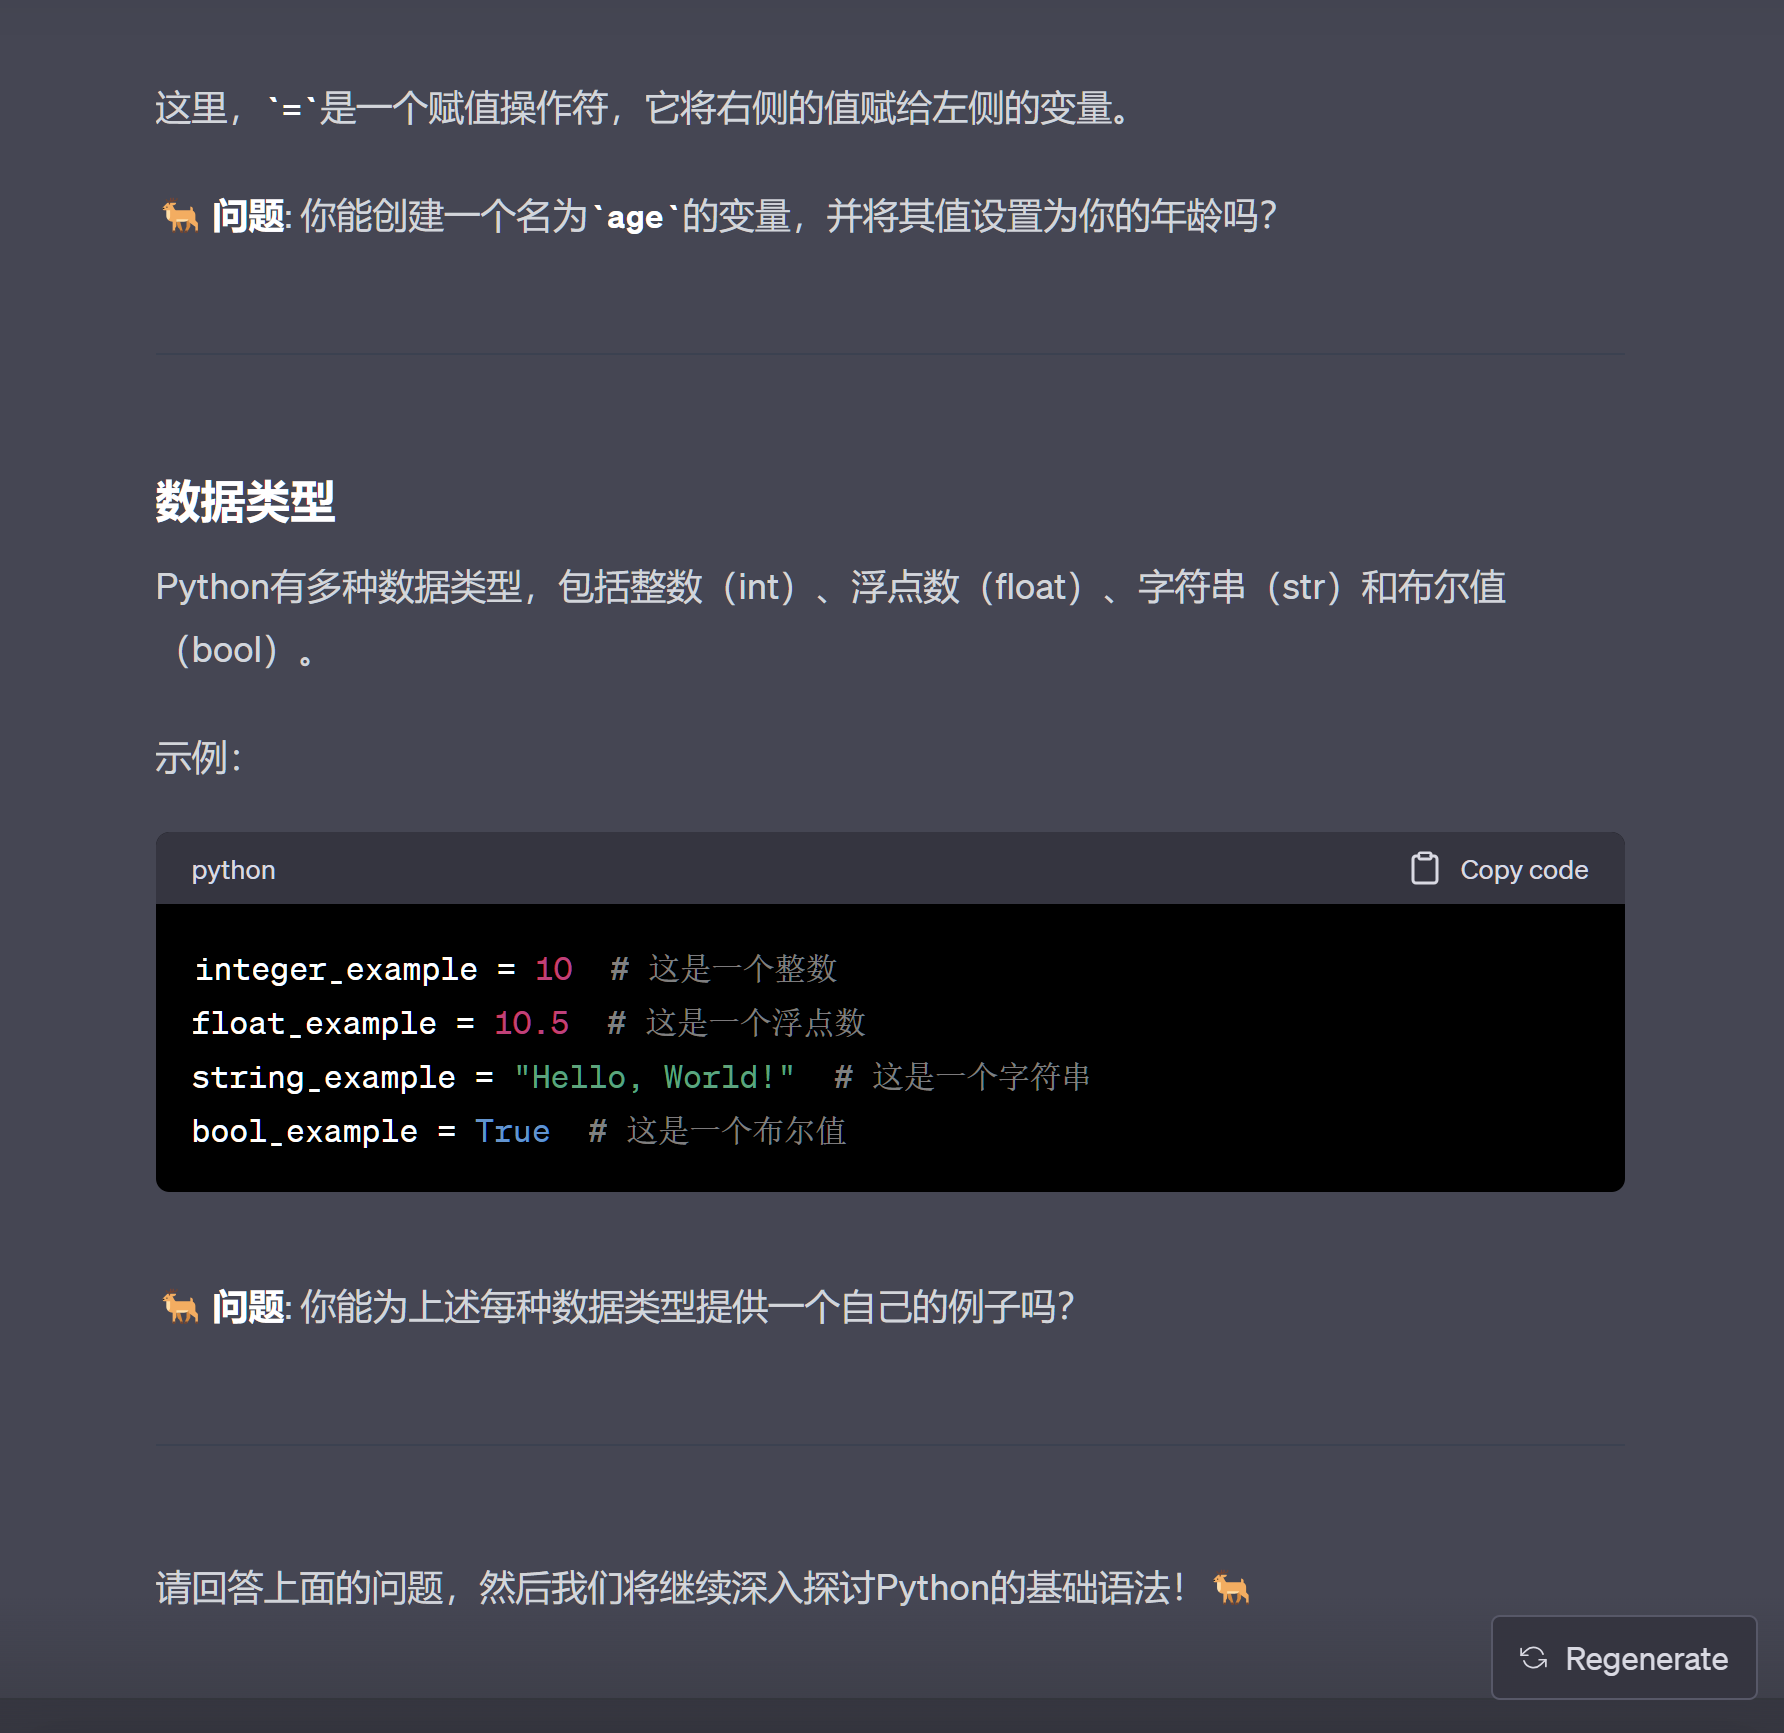 这里，`=`是一个赋值操作符，它将右侧的值赋给左侧的变量。
🐕 问题: 你能创建一个名为`age`的变量，并将其值设置为你的年龄吗？
数据类型
Python有多种数据类型，包括整数（int）、浮点数（float）、字符串（str）和布尔值
（bool）。
示例：
python
Copy code
integer_example = 10  # 这是一个整数
float_example = 10.5  # 这是一个浮点数
string_example = "Hello, World!"  # 这是一个字符串
bool_example = True  # 这是一个布尔值
🐕 问题: 你能为上述每种数据类型提供一个自己的例子吗？
请回答上面的问题，然后我们将继续深入探讨Python的基础语法！ 🐕
Regenerate